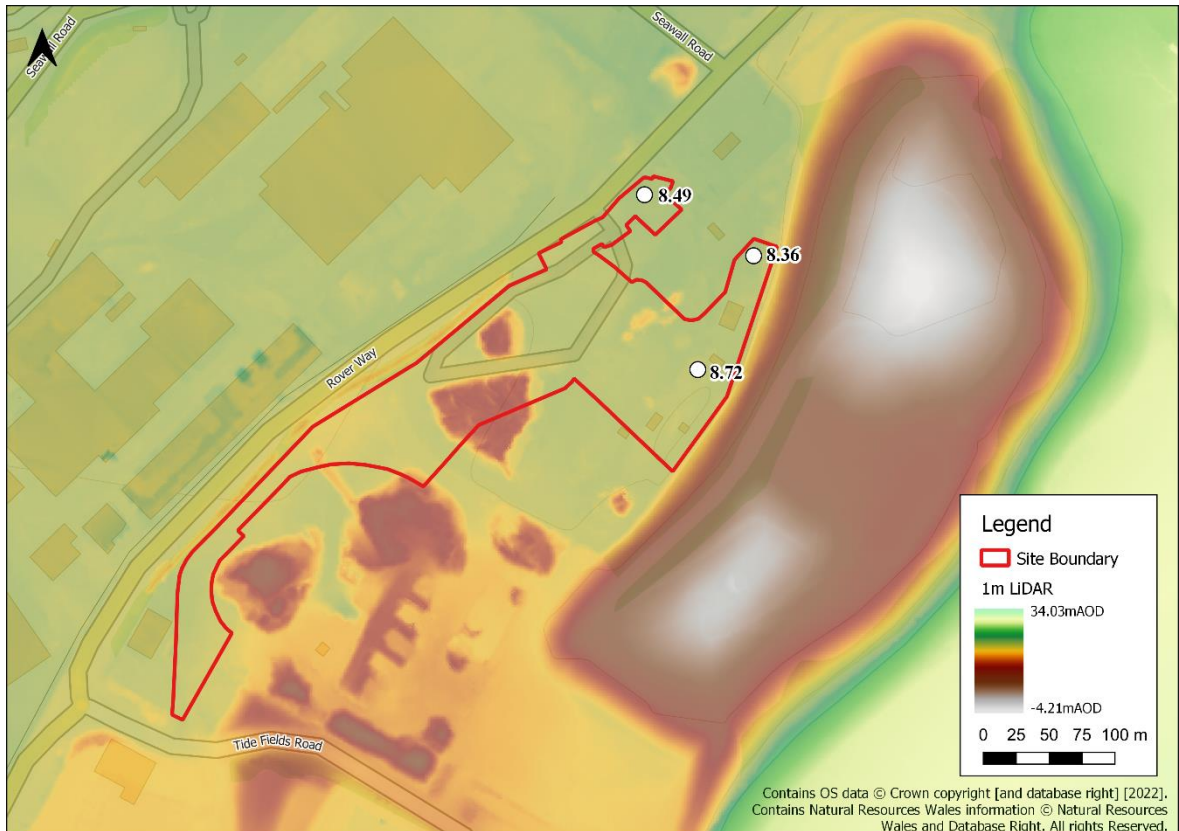 Seawall Road
Seawall Road
8.49
8.36
Rover Way
8.72
Tide Fields Road
Legend
Site Boundary
1m LiDAR
34.03mAOD
-4.21mAOD
0 25 50 75 100 m
Contains OS data © Crown copyright [and database right] [2022].
Contains Natural Resources Wales information © Natural Resources
Wales and Database Right. All rights Reserved.